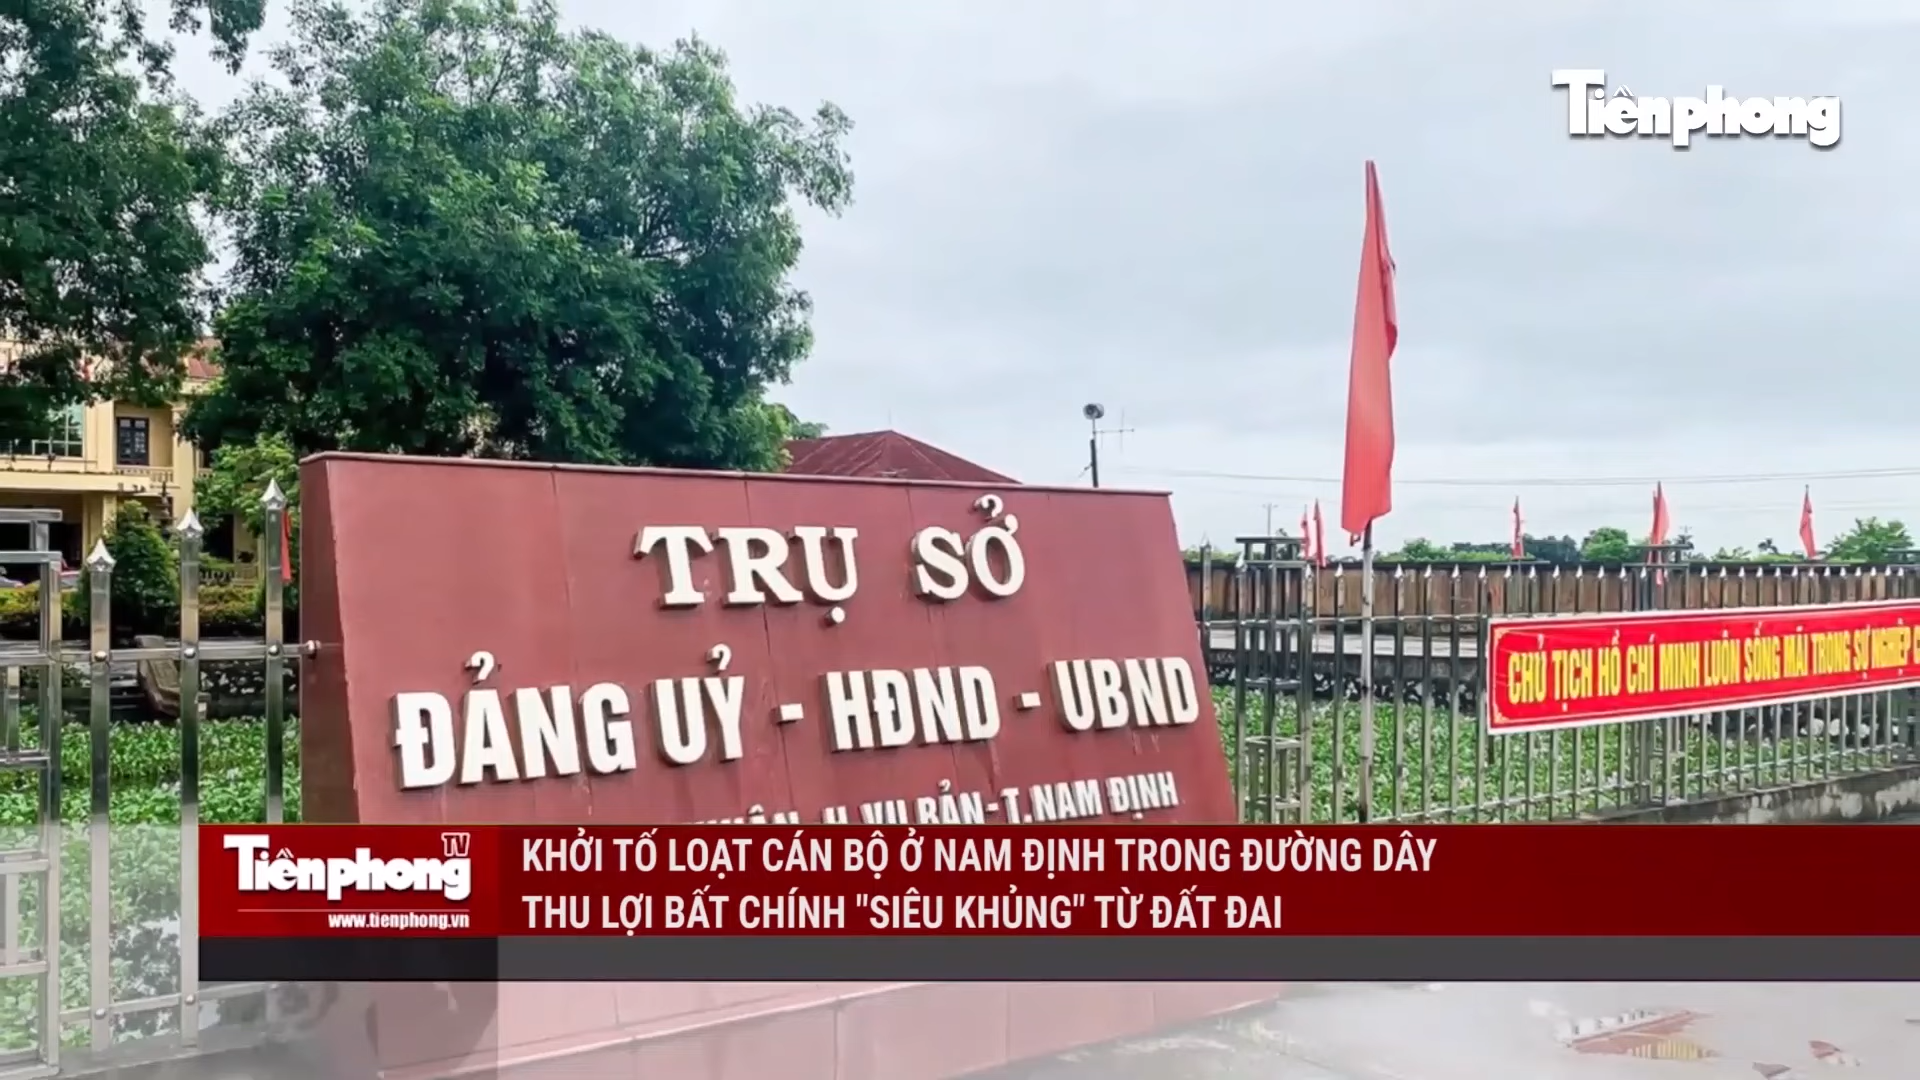 Tiềnphong
TRỤ SỞ
ĐẢNG UỶ - HĐND - UBND
H. VỤ BẢN - T. NAM ĐỊNH
CHỦ TỊCH HỒ CHÍ MINH LUÔN SỐNG MÃI TRONG SỰ NGHIỆP
Tiềnphong TV
www.tienphong.vn
KHỞI TỐ LOẠT CÁN BỘ Ở NAM ĐỊNH TRONG ĐƯỜNG DÂY
THU LỢI BẤT CHÍNH "SIÊU KHỦNG" TỪ ĐẤT ĐAI